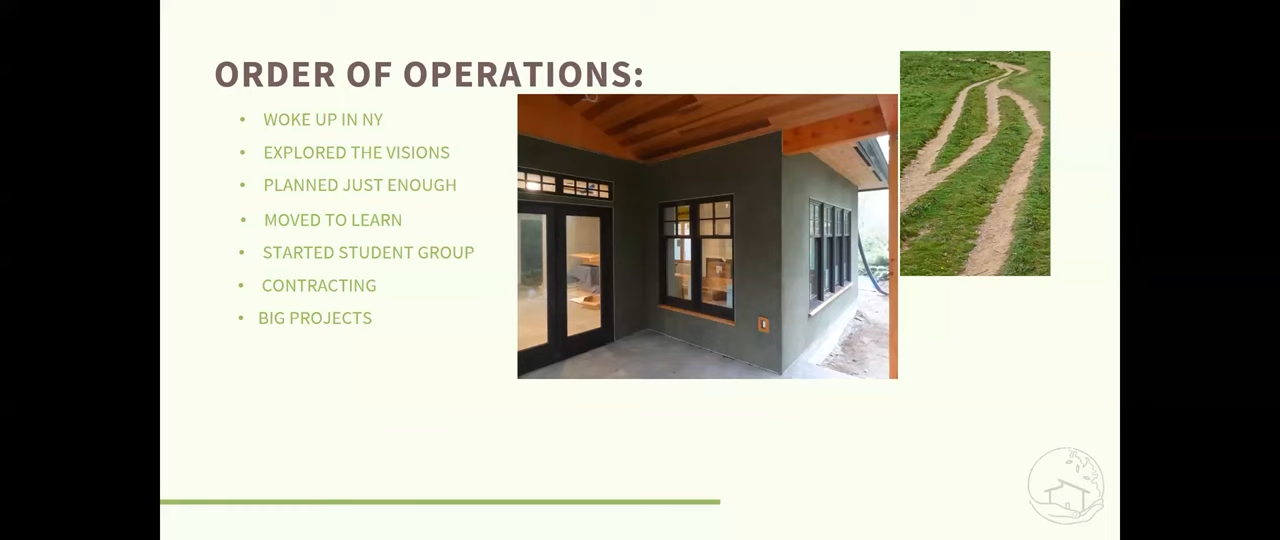 ORDER OF OPERATIONS:
• WOKE UP IN NY
• EXPLORED THE VISIONS
• PLANNED JUST ENOUGH
• MOVED TO LEARN
• STARTED STUDENT GROUP
• CONTRACTING
• BIG PROJECTS